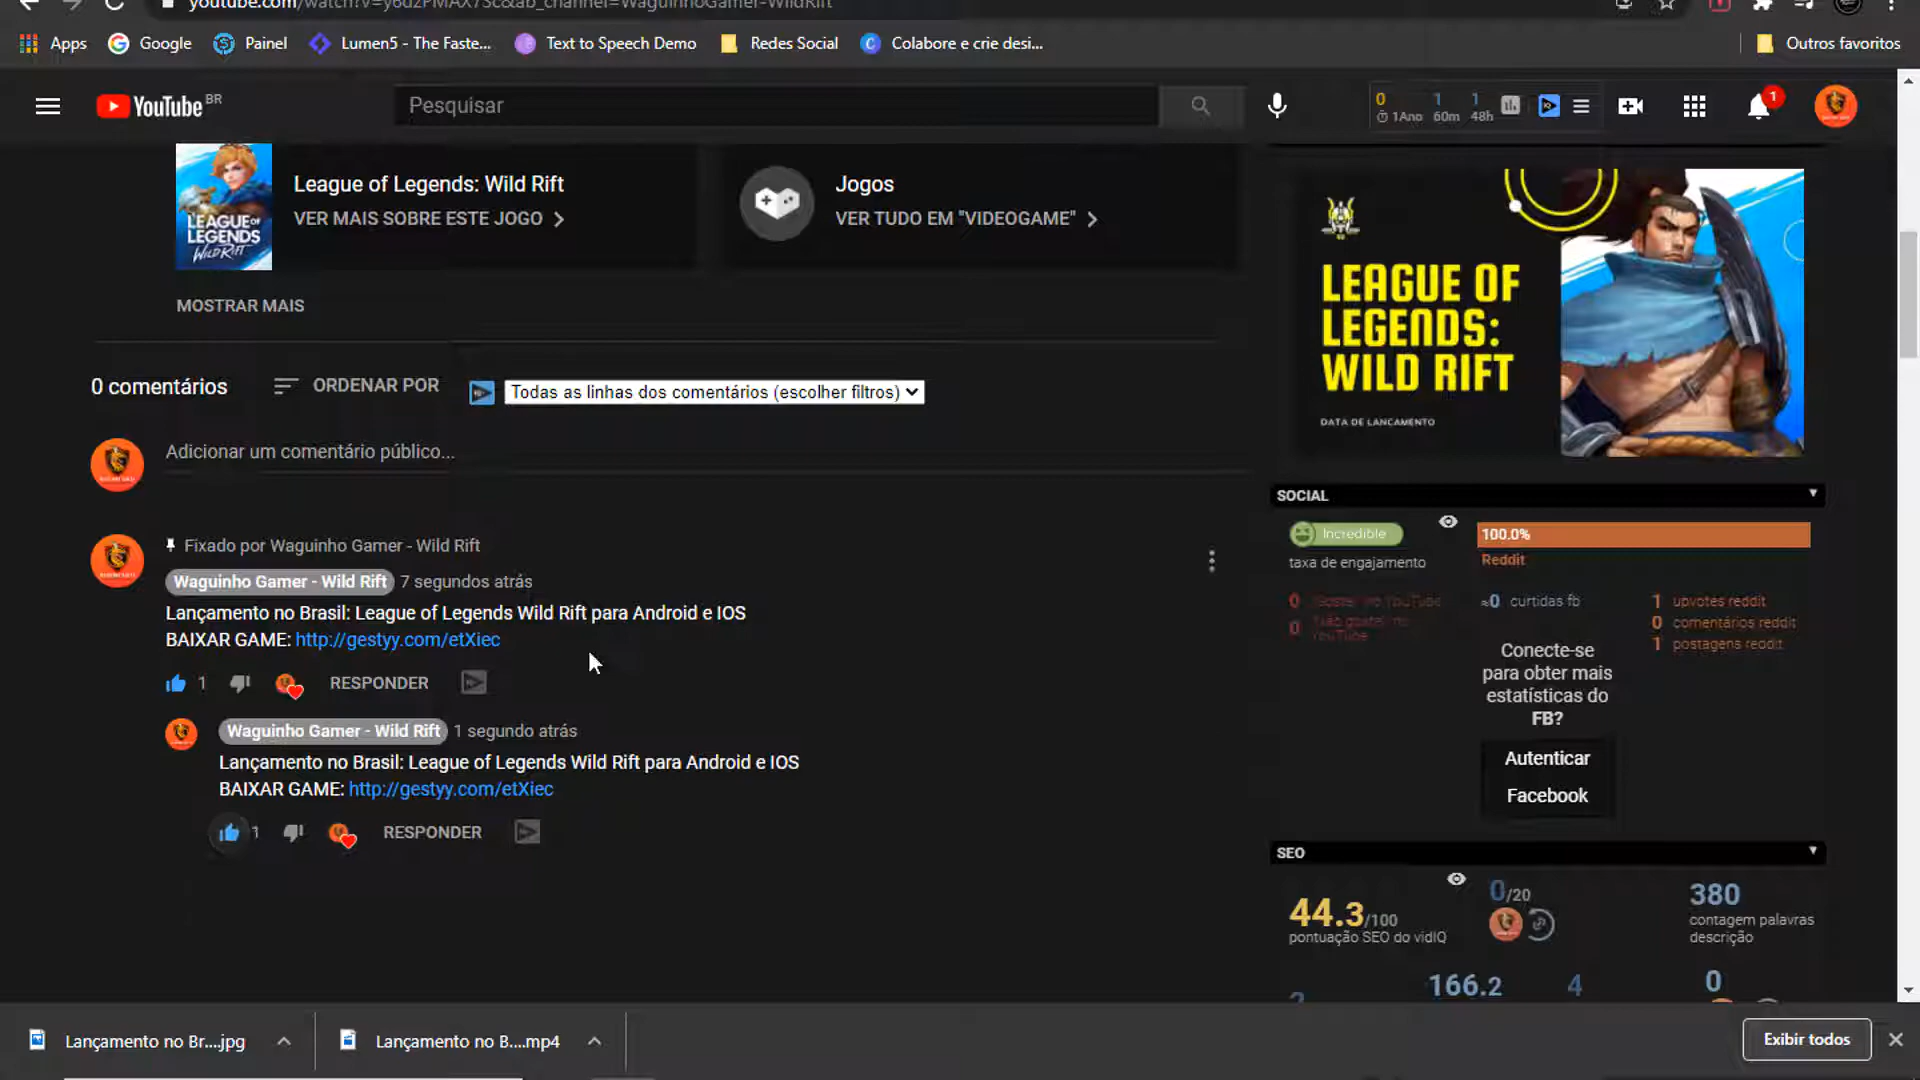 Apps
Google
Painel
Lumen5 - The Faste...
Text to Speech Demo
Redes Social
Colabore e crie desi...
Outros favoritos
YouTube BR
Pesquisar
0 1 1
1Ano 60m 48h
1
LEAGUE OF LEGENDS WILD RIFT
League of Legends: Wild Rift
VER MAIS SOBRE ESTE JOGO
Jogos
VER TUDO EM "VIDEOGAME"
MOSTRAR MAIS
LEAGUE OF
LEGENDS:
WILD RIFT
DATA DE LANCAMENTO
0 comentários
ORDENAR POR
Todas as linhas dos comentários (escolher filtros)
Adicionar um comentário público...
Fixado por Waguinho Gamer - Wild Rift
Waguinho Gamer - Wild Rift 7 segundos atrás
Lançamento no Brasil: League of Legends Wild Rift para Android e IOS
BAIXAR GAME: http://gestyy.com/etXiec
1 RESPONDER
Waguinho Gamer - Wild Rift 1 segundo atrás
Lançamento no Brasil: League of Legends Wild Rift para Android e IOS
BAIXAR GAME: http://gestyy.com/etXiec
1 RESPONDER
SOCIAL
Incredible
taxa de engajamento
100.0%
Reddit
0
0
≈0 curtidas fb
1 upvotes reddit
0 comentários reddit
1 postagens reddit
Conecte-se
para obter mais
estatísticas do
FB?
Autenticar
Facebook
SEO
44.3/100
pontuação SEO do vidIQ
0/20
380
contagem palavras
descrição
166.2
4
0
Lançamento no Br....jpg
Lançamento no B....mp4
Exibir todos